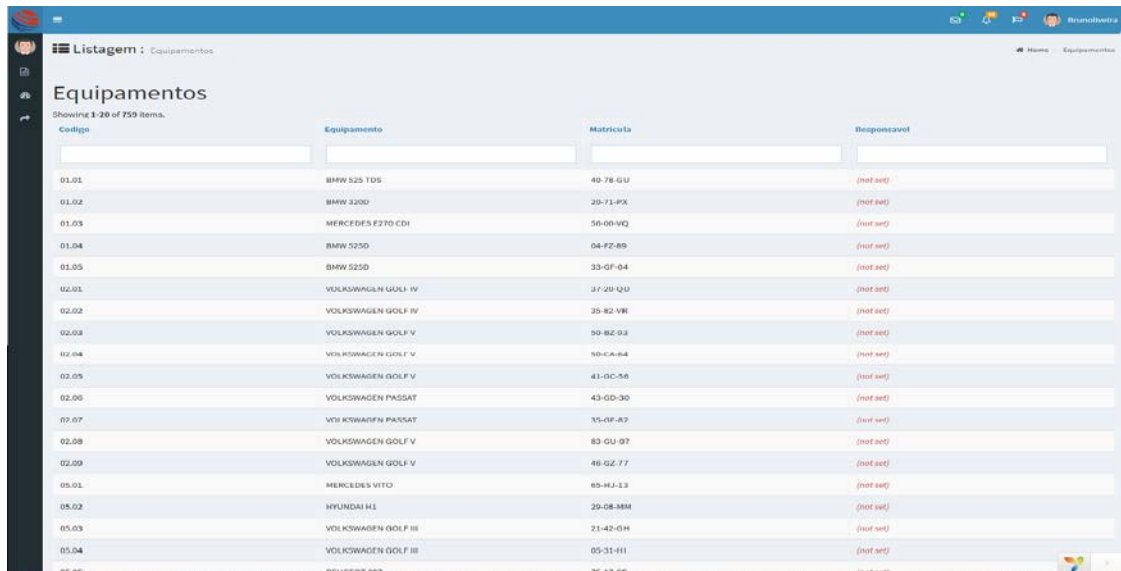 Brunoliveira
Listagem : Equipamentos
Home Equipamentos
Equipamentos
Showing 1-20 of 759 items.
Codigo Equipamento Matricula Responsavel
01.01 BMW 525 TDS 40-78-GU (not set)
01.02 BMW 320D 20-71-PX (not set)
01.03 MERCEDES E270 CDI 56-00-VQ (not set)
01.04 BMW 525D 04-FZ-89 (not set)
01.05 BMW 525D 33-GF-04 (not set)
02.01 VOLKSWAGEN GOLF IV 37-20-QD (not set)
02.02 VOLKSWAGEN GOLF IV 35-82-VR (not set)
02.03 VOLKSWAGEN GOLF V 50-BZ-93 (not set)
02.04 VOLKSWAGEN GOLF V 50-CA-64 (not set)
02.05 VOLKSWAGEN GOLF V 41-GC-56 (not set)
02.06 VOLKSWAGEN PASSAT 43-GD-30 (not set)
02.07 VOLKSWAGEN PASSAT 35-GF-82 (not set)
02.08 VOLKSWAGEN GOLF V 83-GU-07 (not set)
02.09 VOLKSWAGEN GOLF V 46-GZ-77 (not set)
05.01 MERCEDES VITO 65-HJ-13 (not set)
05.02 HYUNDAI H1 29-08-MM (not set)
05.03 VOLKSWAGEN GOLF III 21-42-GH (not set)
05.04 VOLKSWAGEN GOLF III 05-31-HI (not set)